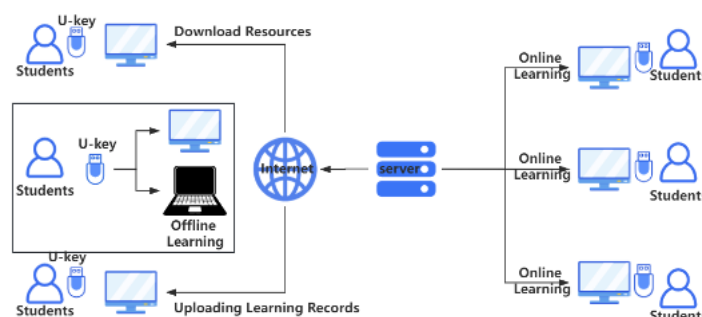 U-key
Students
Download Resources
U-key
Students
Offline
Learning
U-key
Students
Uploading Learning Records
Internet
server
Online
Learning
Student
Online
Learning
Student
Online
Learning
Student